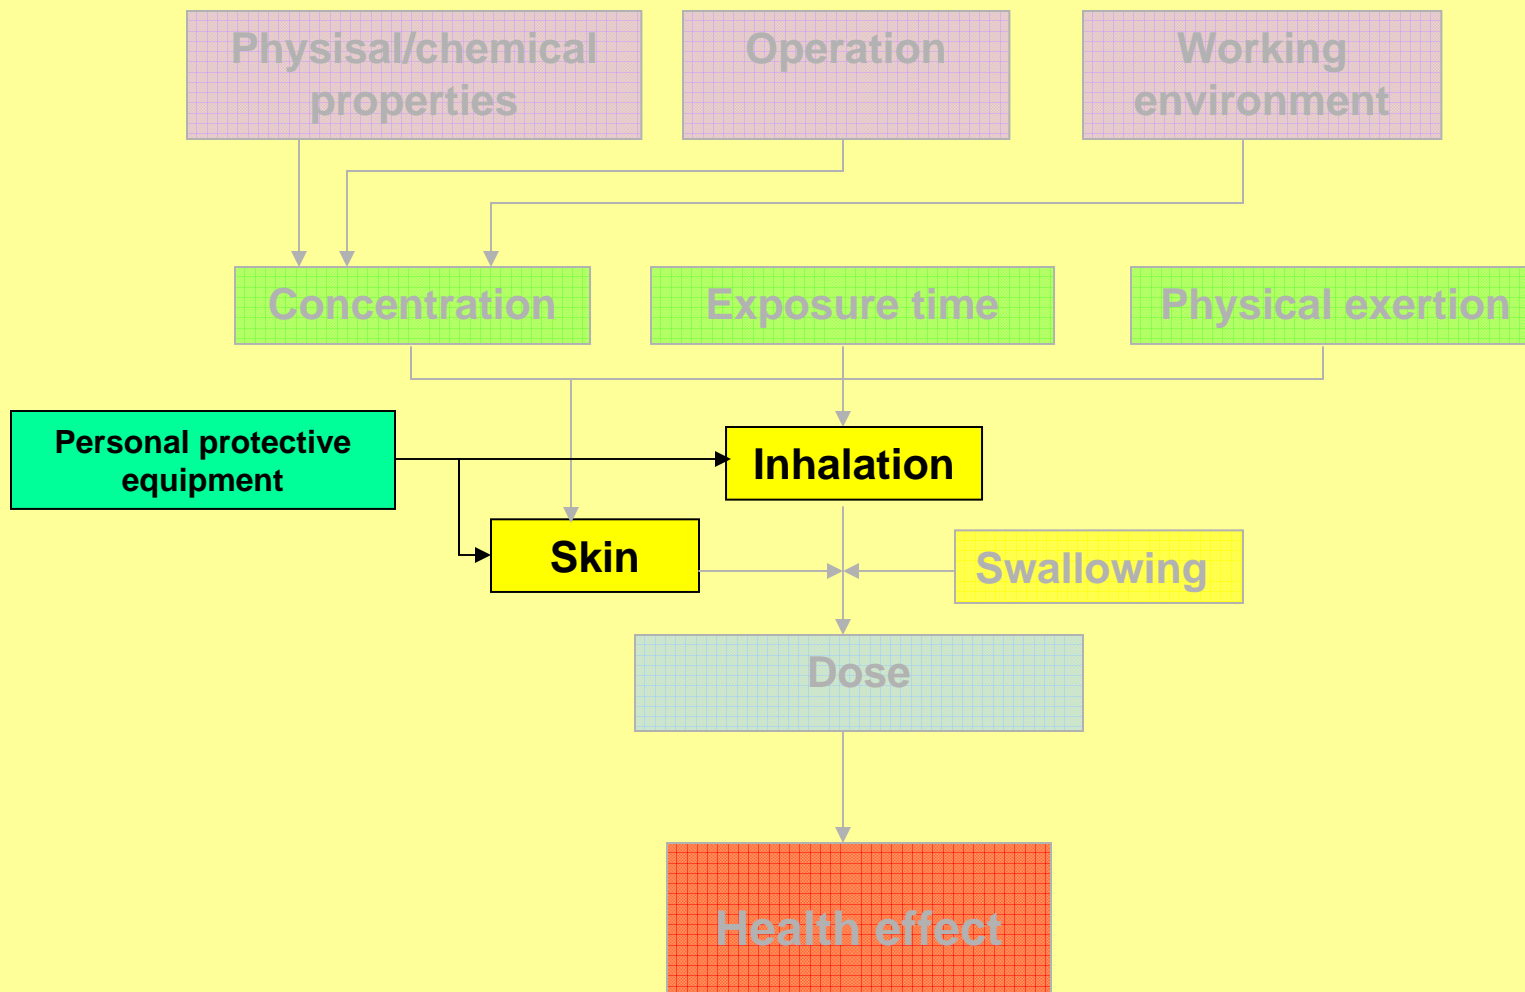 Physisal/chemical
properties
Operation
Working
environment
Concentration
Exposure time
Physical exertion
Personal protective
equipment
Inhalation
Skin
Swallowing
Dose
Health effect